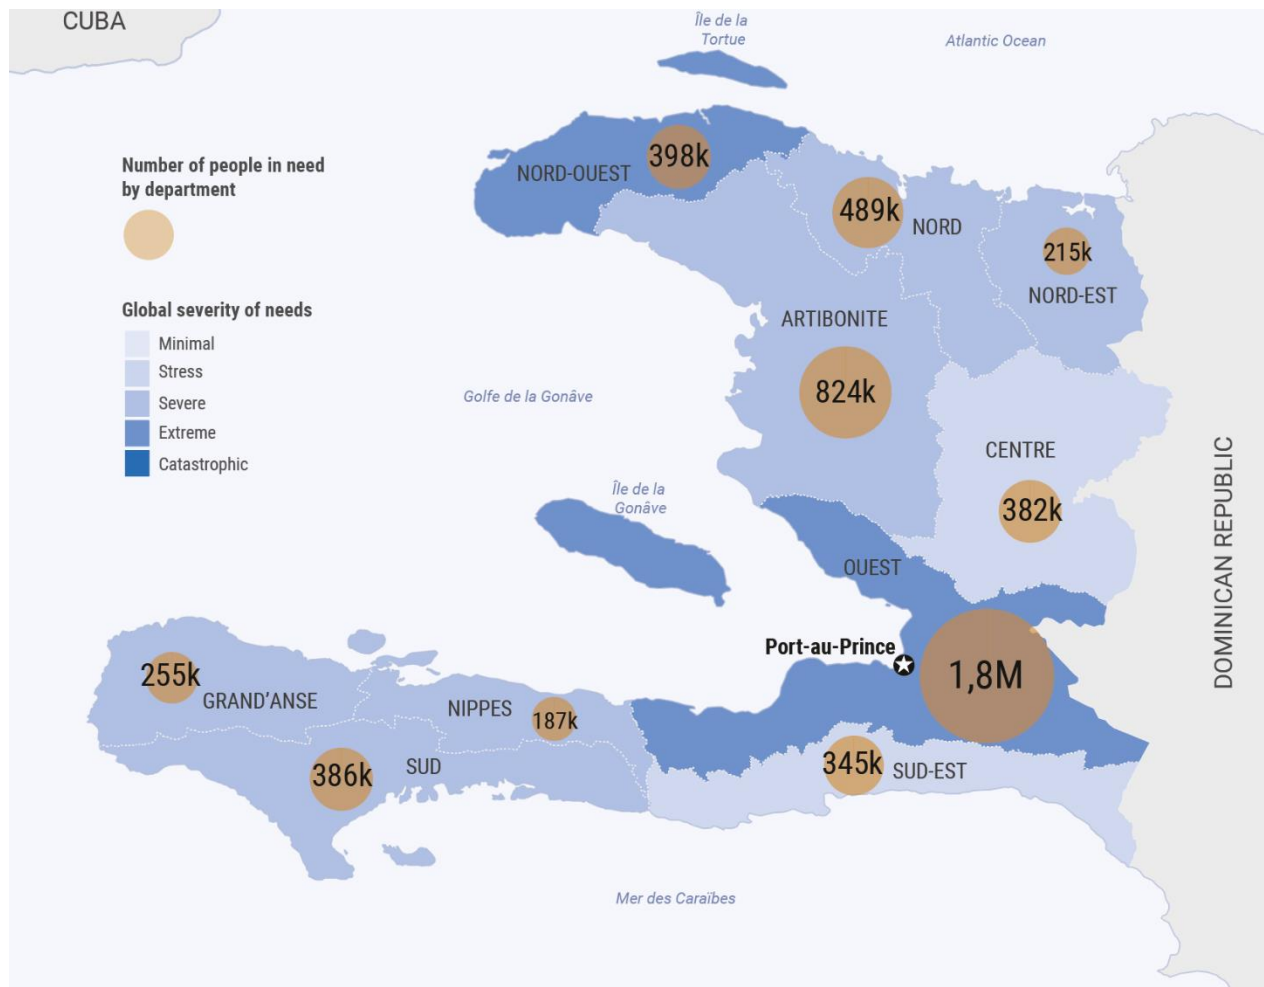 CUBA
Île de la
Tortue
Atlantic Ocean
Number of people in need
by department
398k
NORD-OUEST
489k
NORD
215k
NORD-EST
Global severity of needs
Minimal
Stress
Severe
Extreme
Catastrophic
ARTIBONITE
824k
Golfe de la Gonâve
CENTRE
382k
DOMINICAN REPUBLIC
Île de la
Gonâve
OUEST
Port-au-Prince
1,8M
255k
GRAND'ANSE
NIPPES
187k
386k
SUD
345k
SUD-EST
Mer des Caraïbes